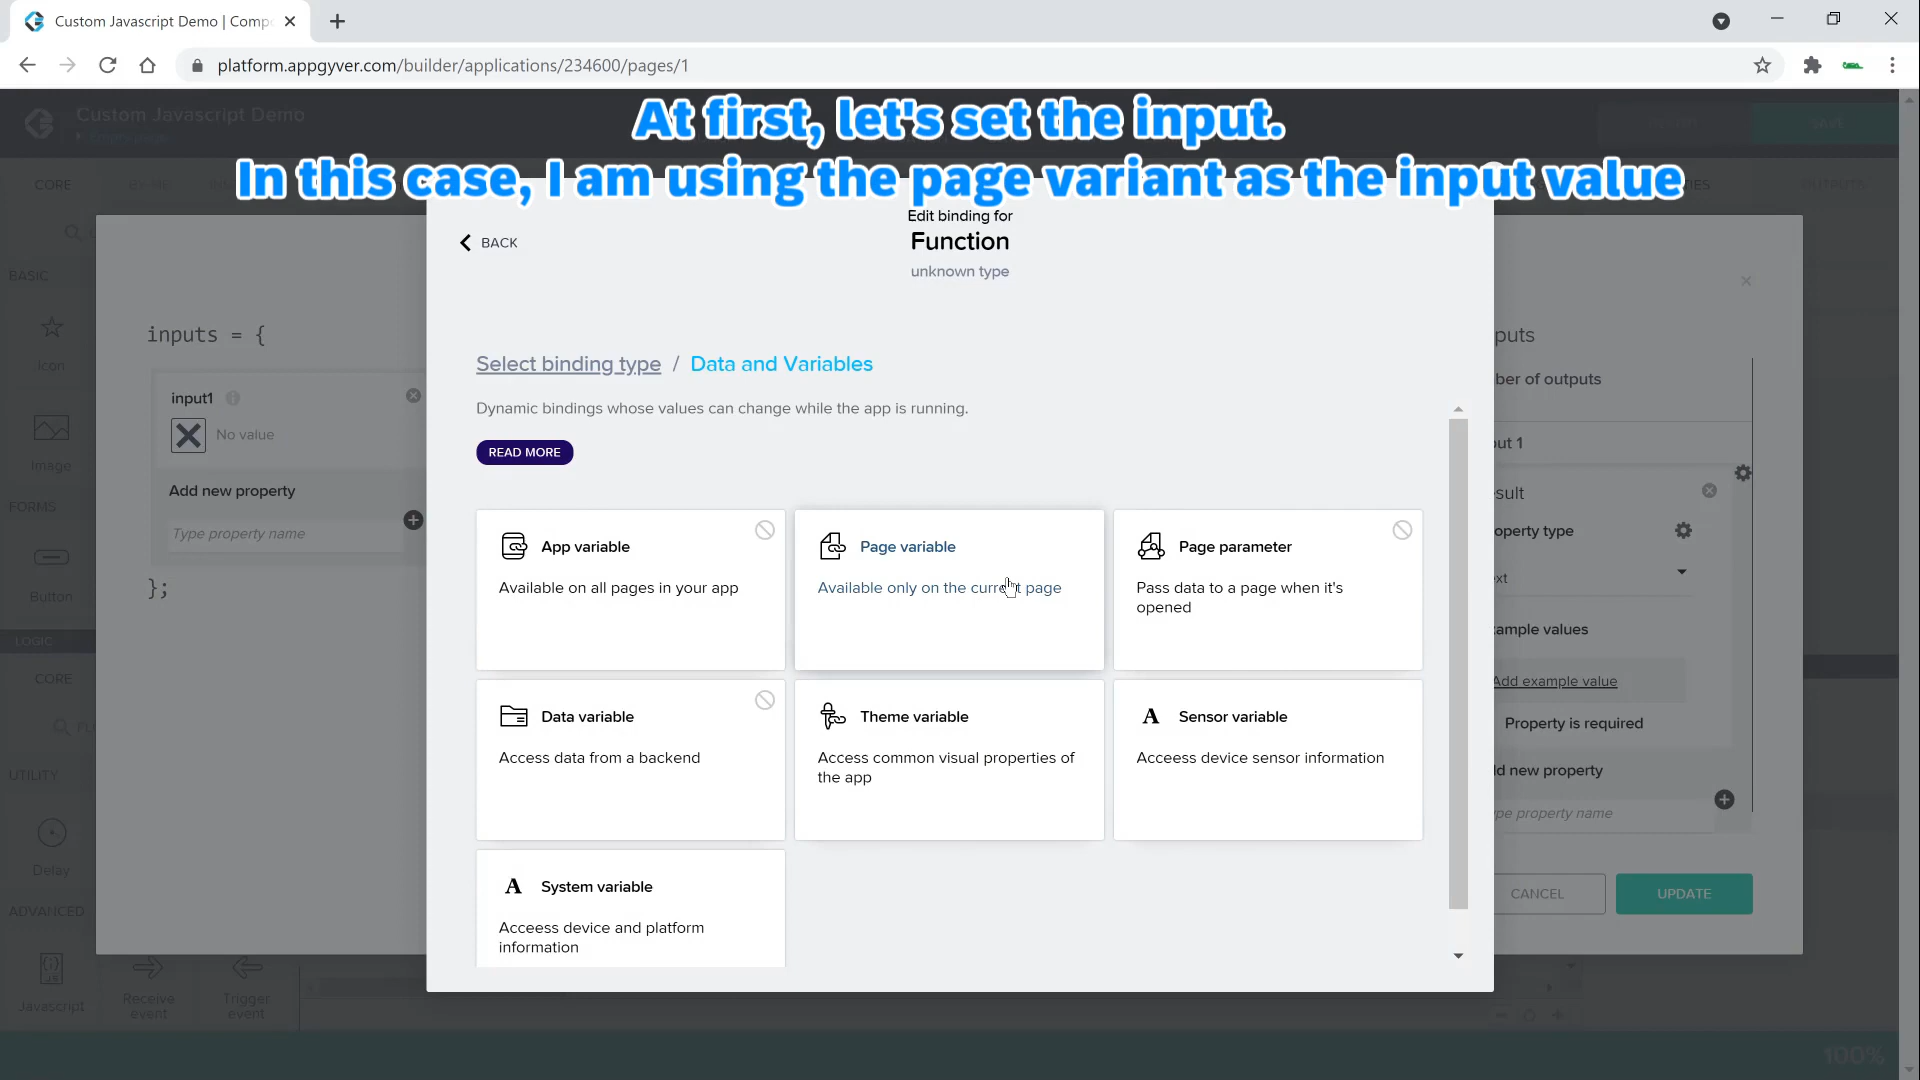 Custom Javascript Demo | Compo
platform.appgyver.com/builder/applications/234600/pages/1
Custom Javascript Demo
Empty page
SAVE
At first, let's set the input.
In this case, I am using the page variant as the input value
CORE
OUTPUTS
Edit binding for
BACK
Function
unknown type
BASIC
inputs = {
puts
Select binding type / Data and Variables
Icon
ber of outputs
input1
Dynamic bindings whose values can change while the app is running.
No value
put 1
READ MORE
Image
Add new property
sult
FORMS
Type property name
operty type
App variable
Page variable
Page parameter
ext
};
Available on all pages in your app
Available only on the current page
Pass data to a page when it's
opened
Button
LOGIC
ample values
CORE
Add example value
Data variable
Theme variable
Sensor variable
Property is required
Access data from a backend
Access common visual properties of
the app
Acceess device sensor information
UTILITY
d new property
pe property name
Delay
System variable
CANCEL
UPDATE
ADVANCED
Acceess device and platform
information
Javascript
Receive
event
Trigger
event
100%